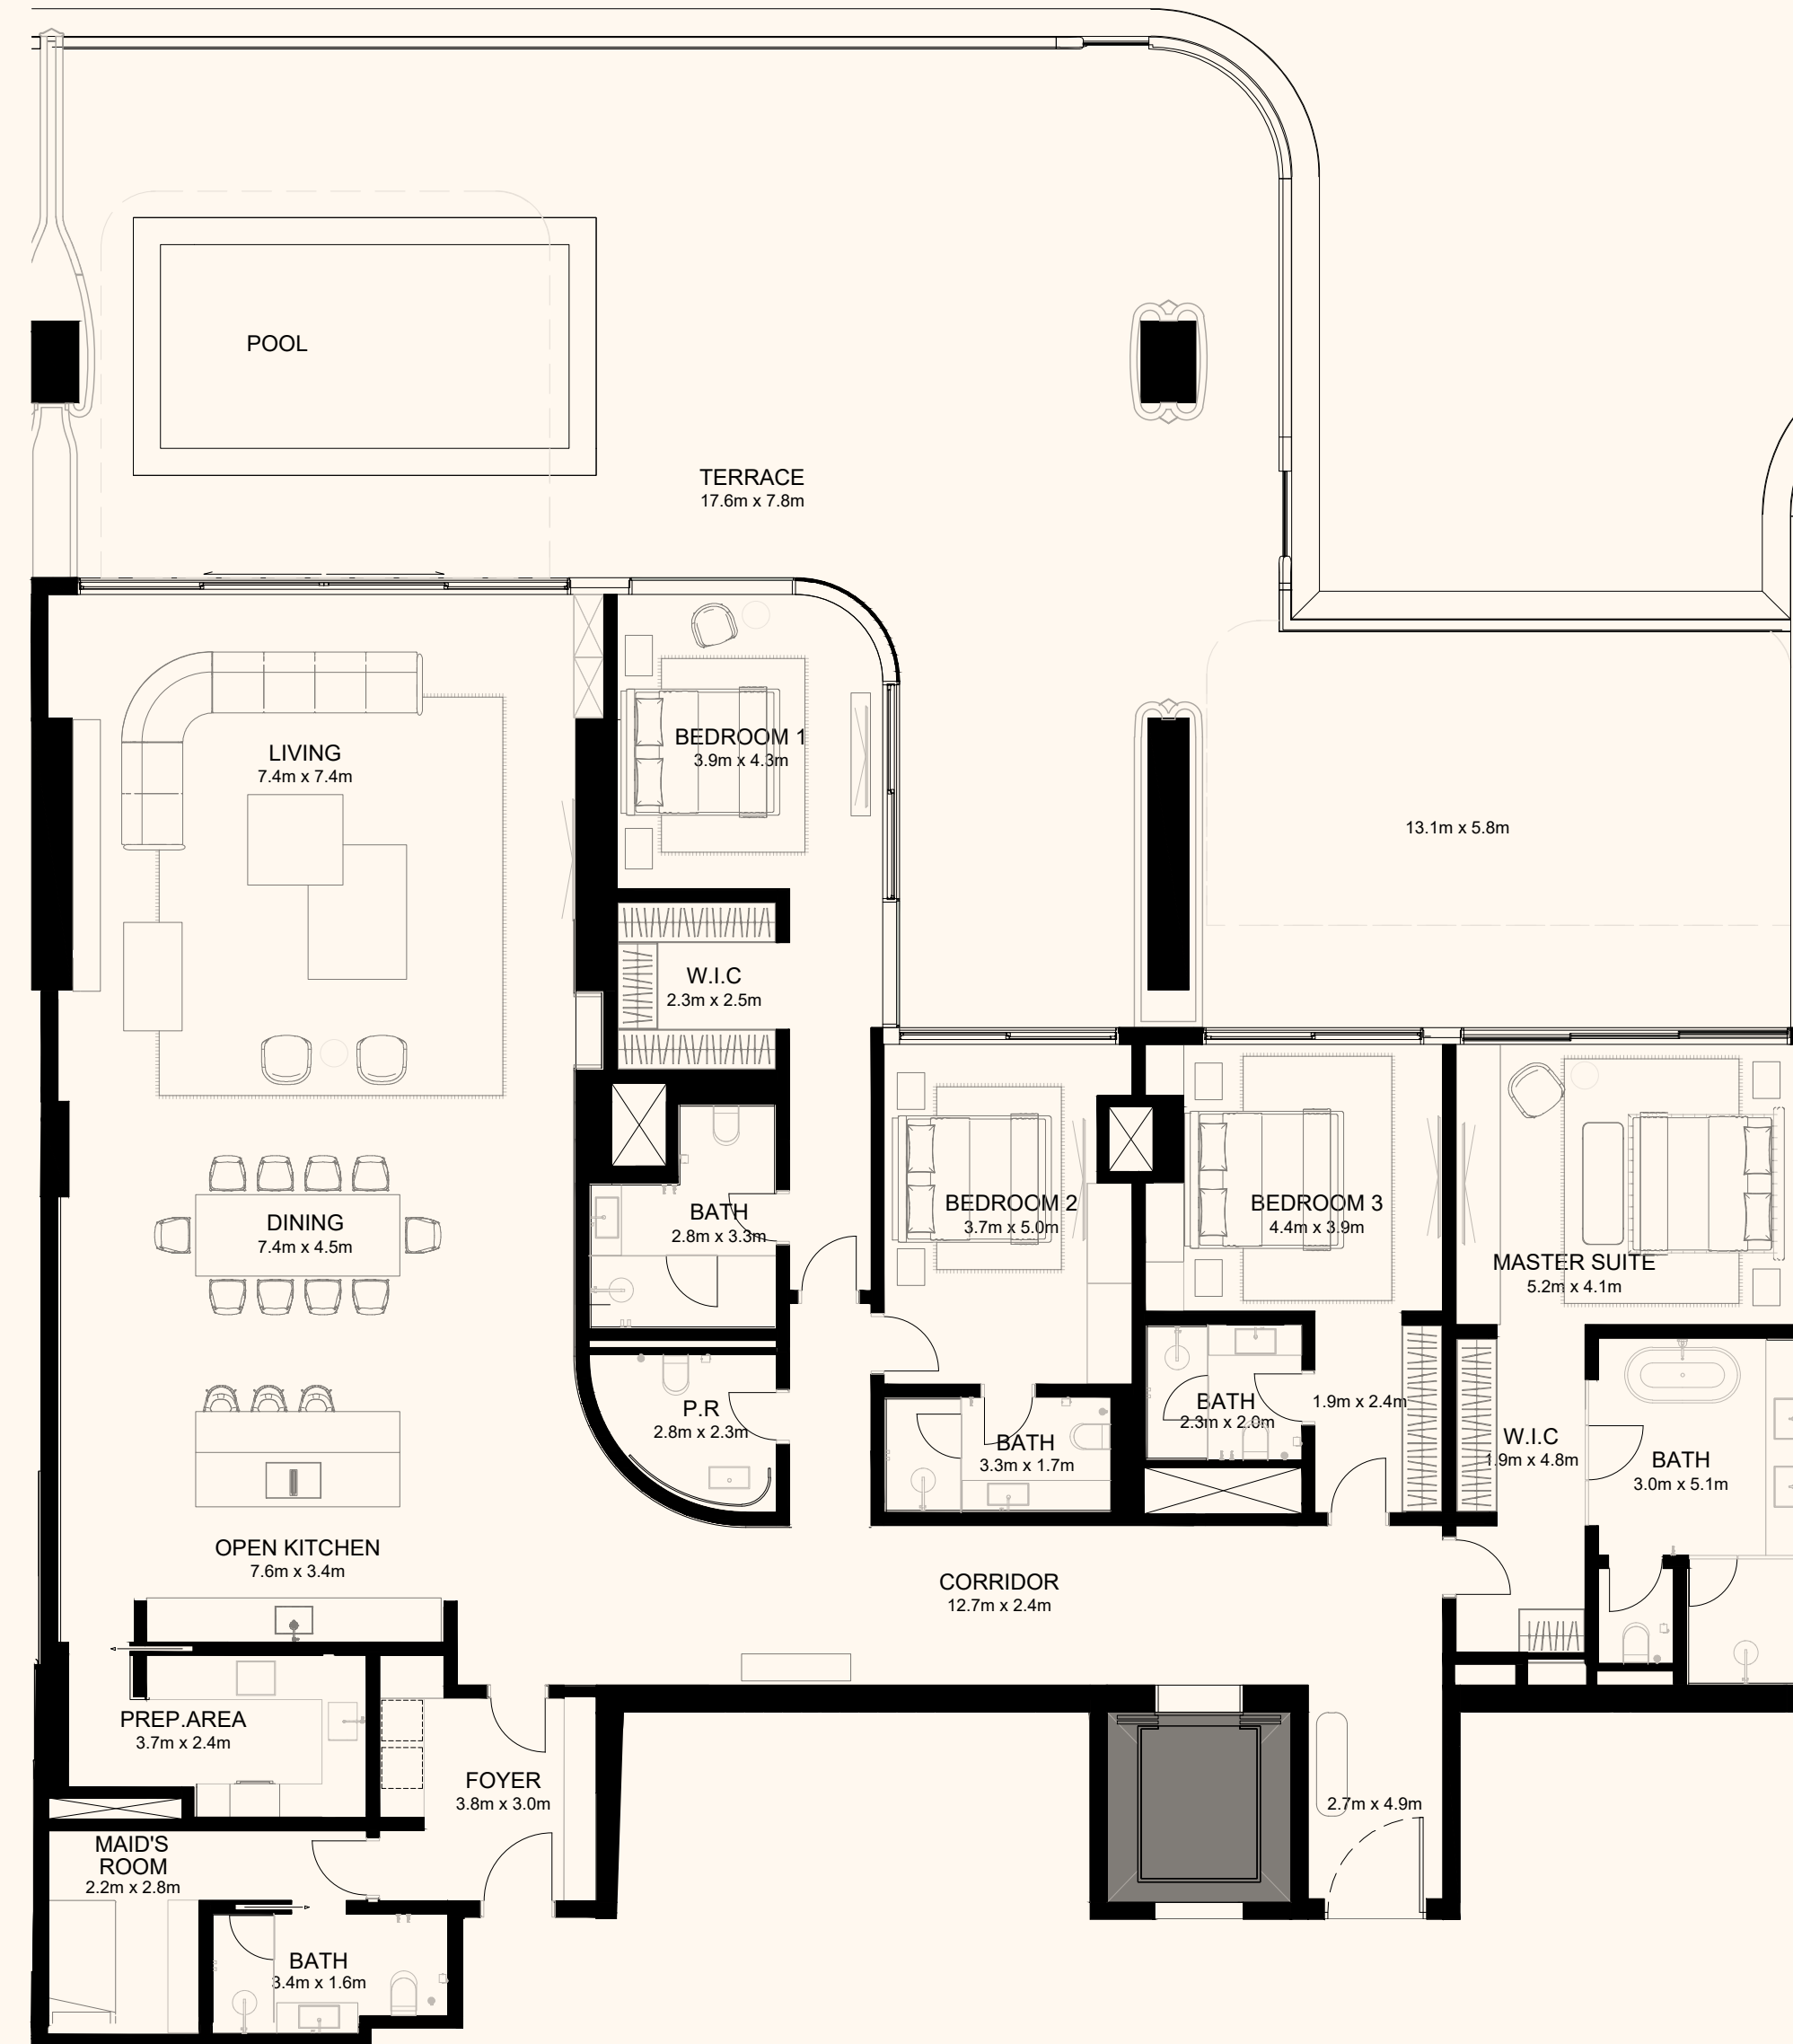 POOL
TERRACE
17.6m x 7.8m
LIVING
7.4m x 7.4m
BEDROOM 1
3.9m x 4.3m
13.1m x 5.8m
W.I.C
2.3m x 2.5m
DINING
7.4m x 4.5m
BATH
2.8m x 3.3m
BEDROOM 2
3.7m x 5.0m
BEDROOM 3
4.4m x 3.9m
MASTER SUITE
5.2m x 4.1m
P.R
2.8m x 2.3m
BATH
3.3m x 1.7m
BATH
2.3m x 2.0m
1.9m x 2.4m
W.I.C
1.9m x 4.8m
BATH
3.0m x 5.1m
OPEN KITCHEN
7.6m x 3.4m
CORRIDOR
12.7m x 2.4m
PREP.AREA
3.7m x 2.4m
FOYER
3.8m x 3.0m
2.7m x 4.9m
MAID'S
ROOM
2.2m x 2.8m
BATH
3.4m x 1.6m